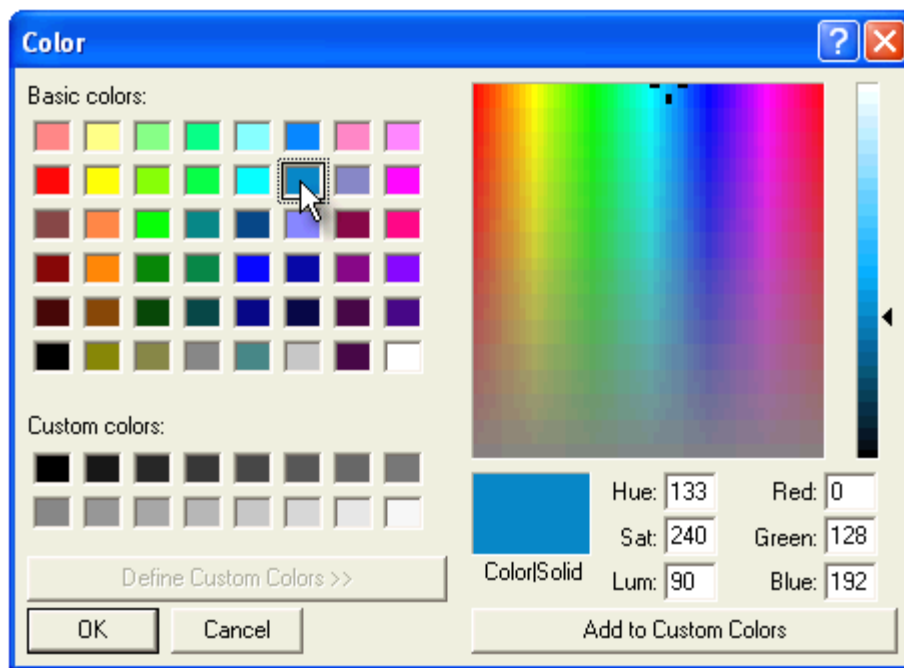 Color
Basic colors:
Custom colors:
Define Custom Colors >>
OK Cancel
Color|Solid
Hue: 133 Red: 0
Sat: 240 Green: 128
Lum: 90 Blue: 192
Add to Custom Colors